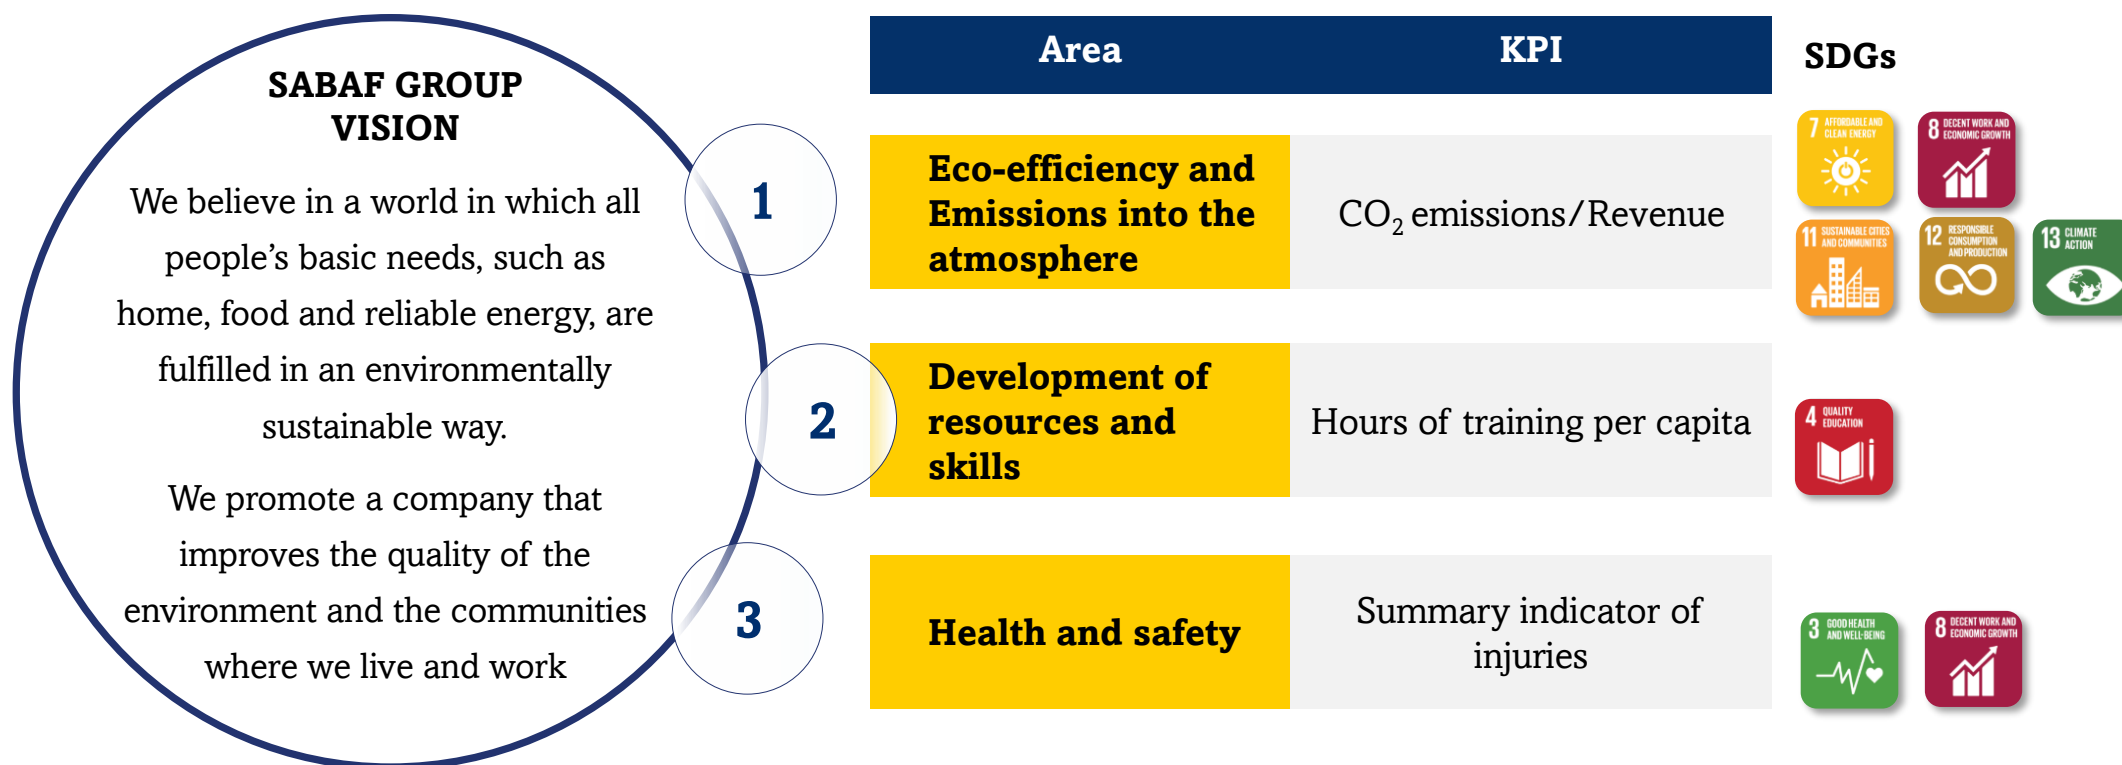 SABAF GROUP
VISION
We believe in a world in which all
people’s basic needs, such as
home, food and reliable energy, are
fulfilled in an environmentally
sustainable way.
We promote a company that
improves the quality of the
environment and the communities
where we live and work
Area
KPI
SDGs
1
Eco-efficiency and
Emissions into the
atmosphere
CO₂ emissions/Revenue
7 AFFORDABLE AND
CLEAN ENERGY
8 DECENT WORK AND
ECONOMIC GROWTH
11 SUSTAINABLE CITIES
AND COMMUNITIES
12 RESPONSIBLE
CONSUMPTION
AND PRODUCTION
13 CLIMATE
ACTION
2
Development of
resources and
skills
Hours of training per capita
4 QUALITY
EDUCATION
3
Health and safety
Summary indicator of
injuries
3 GOOD HEALTH
AND WELL-BEING
8 DECENT WORK AND
ECONOMIC GROWTH